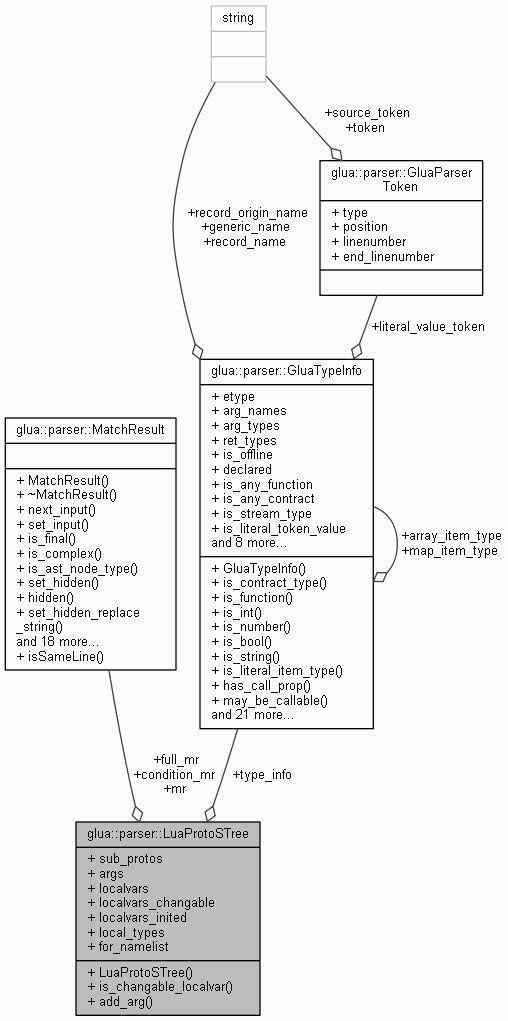 string
+source_token
+token
glua::parser::GluaParser
Token
+ type
+ position
+ linenumber
+ end_linenumber
+record_origin_name
+generic_name
+record_name
+literal_value_token
glua::parser::GluaTypeInfo
+ etype
+ arg_names
+ arg_types
+ ret_types
+ is_offline
+ declared
+ is_any_function
+ is_any_contract
+ is_stream_type
+ is_literal_token_value
and 8 more...
+ GluaTypeInfo()
+ is_contract_type()
+ is_function()
+ is_int()
+ is_number()
+ is_bool()
+ is_string()
+ is_literal_item_type()
+ has_call_prop()
+ may_be_callable()
and 21 more...
+array_item_type
+map_item_type
glua::parser::MatchResult
+ MatchResult()
+ ~MatchResult()
+ next_input()
+ set_input()
+ is_final()
+ is_complex()
+ is_ast_node_type()
+ set_hidden()
+ hidden()
+ set_hidden_replace
_string()
and 18 more...
+ isSameLine()
+full_mr
+condition_mr
+mr
+type_info
glua::parser::LuaProtoSTree
+ sub_protos
+ args
+ localvars
+ localvars_changable
+ localvars_inited
+ local_types
+ for_namelist
+ LuaProtoSTree()
+ is_changable_localvar()
+ add_arg()